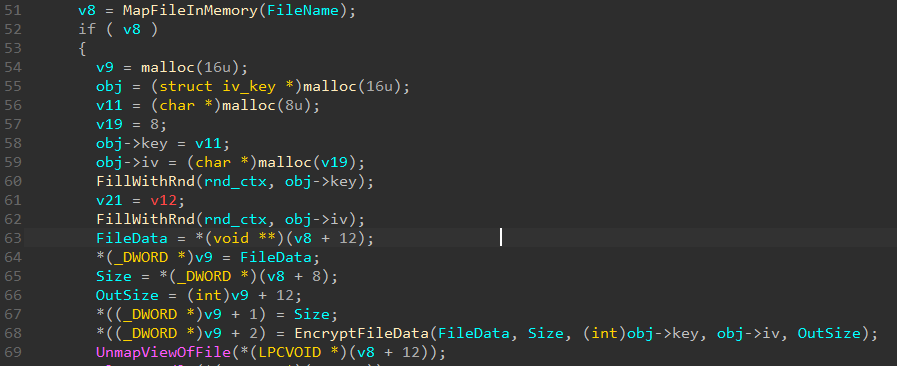 51 v8 = MapFileInMemory(FileName);
52 if ( v8 )
53 {
54 v9 = malloc(16u);
55 obj = (struct iv_key *)malloc(16u);
56 v11 = (char *)malloc(8u);
57 v19 = 8;
58 obj->key = v11;
59 obj->iv = (char *)malloc(v19);
60 FillWithRnd(rnd_ctx, obj->key);
61 v21 = v12;
62 FillWithRnd(rnd_ctx, obj->iv);
63 FileData = *(void **)(v8 + 12);
64 *(_DWORD *)v9 = FileData;
65 Size = *(_DWORD *)(v8 + 8);
66 OutSize = (int)v9 + 12;
67 *((_DWORD *)v9 + 1) = Size;
68 *((_DWORD *)v9 + 2) = EncryptFileData(FileData, Size, (int)obj->key, obj->iv, OutSize);
69 UnmapViewOfFile(*(LPCVOID *)(v8 + 12));